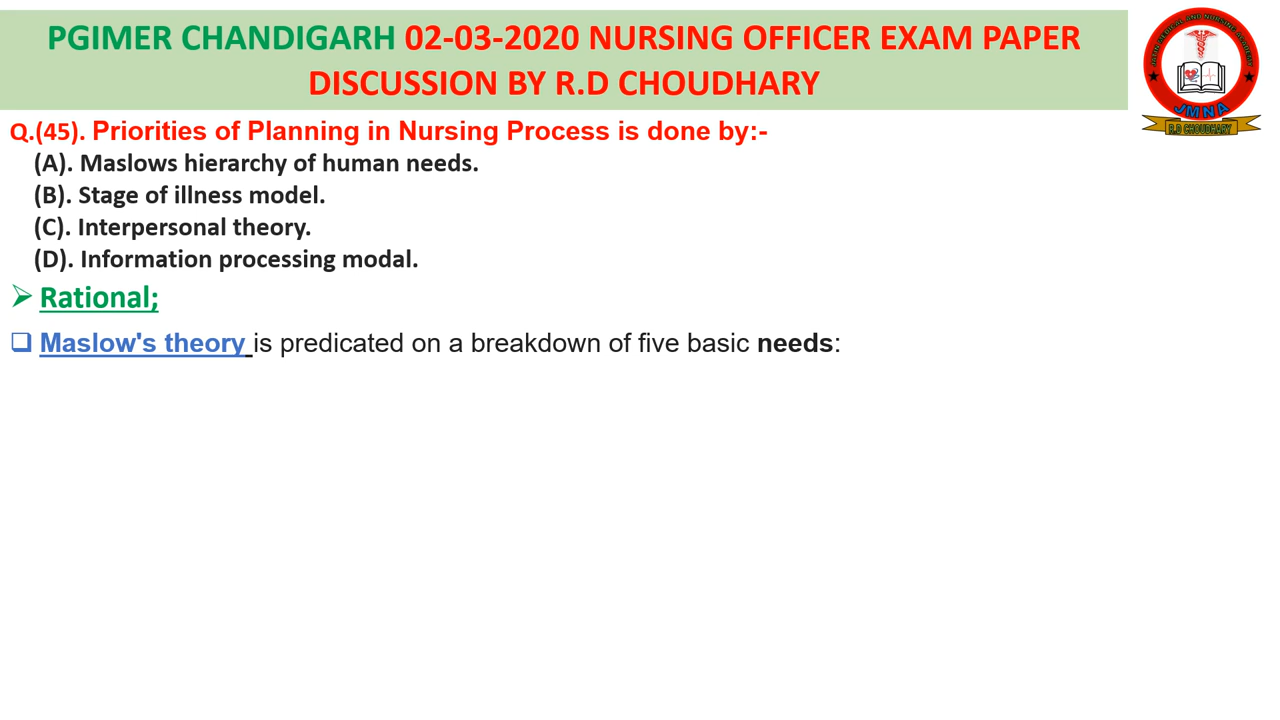 PGIMER CHANDIGARH 02-03-2020 NURSING OFFICER EXAM PAPER
DISCUSSION BY R.D CHOUDHARY
JMNA
R.D CHOUDHARY
Q.(45). Priorities of Planning in Nursing Process is done by:-
(A). Maslows hierarchy of human needs.
(B). Stage of illness model.
(C). Interpersonal theory.
(D). Information processing modal.
Rational;
Maslow's theory is predicated on a breakdown of five basic needs: